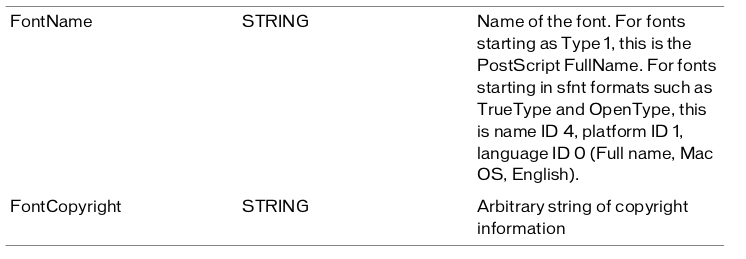 FontName STRING Name of the font. For fonts
starting as Type 1, this is the
PostScript FullName. For fonts
starting in sfnt formats such as
TrueType and OpenType, this
is name ID 4, platform ID 1,
language ID 0 (Full name, Mac
OS, English).
FontCopyright STRING Arbitrary string of copyright
information